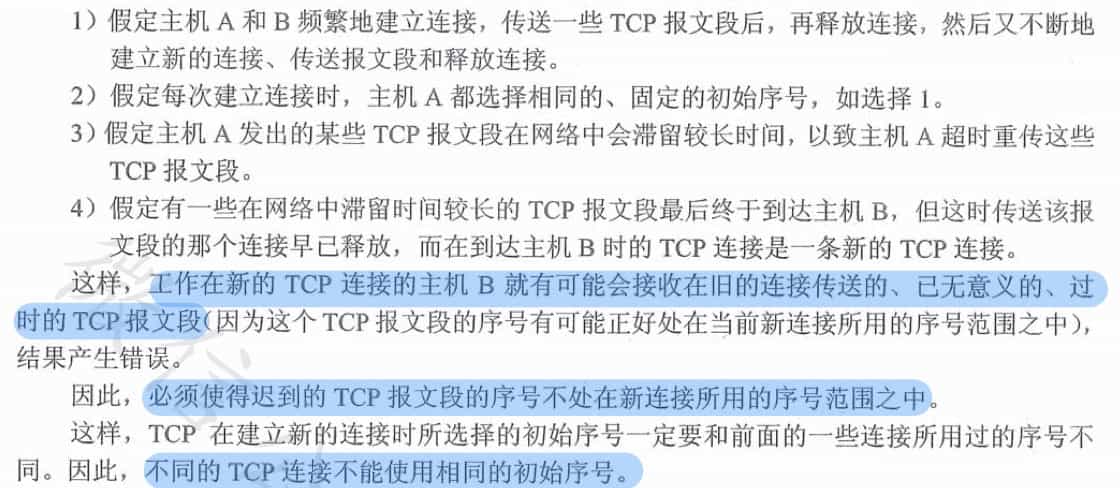 1）假定主机 A 和 B 频繁地建立连接，传送一些 TCP 报文段后，再释放连接，然后又不断地
建立新的连接、传送报文段和释放连接。
2）假定每次建立连接时，主机 A 都选择相同的、固定的初始序号，如选择 1。
3）假定主机 A 发出的某些 TCP 报文段在网络中会滞留较长时间，以致主机 A 超时重传这些
TCP 报文段。
4）假定有一些在网络中滞留时间较长的 TCP 报文段最后终于到达主机 B，但这时传送该报
文段的那个连接早已释放，而在到达主机 B 时的 TCP 连接是一条新的 TCP 连接。
这样，工作在新的 TCP 连接的主机 B 就有可能会接收在旧的连接传送的、已无意义的、过
时的 TCP 报文段（因为这个 TCP 报文段的序号有可能正好处在当前新连接所用的序号范围之中），
结果产生错误。
因此，必须使得迟到的 TCP 报文段的序号不处在新连接所用的序号范围之中。
这样，TCP 在建立新的连接时所选择的初始序号一定要和前面的一些连接所用过的序号不
同。因此，不同的 TCP 连接不能使用相同的初始序号。